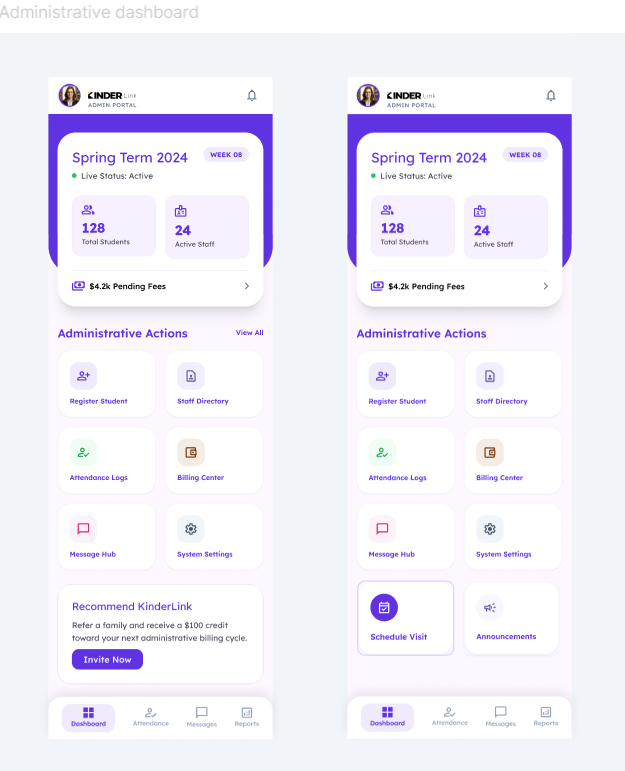 Administrative dashboard
KINDER Link
ADMIN PORTAL
Spring Term 2024
WEEK 08
Live Status: Active
128
Total Students
24
Active Staff
$4.2k Pending Fees
Administrative Actions
View All
Register Student
Staff Directory
Attendance Logs
Billing Center
Message Hub
System Settings
Recommend KinderLink
Refer a family and receive a $100 credit
toward your next administrative billing cycle.
Invite Now
Dashboard
Attendance
Messages
Reports
KINDER Link
ADMIN PORTAL
Spring Term 2024
WEEK 08
Live Status: Active
128
Total Students
24
Active Staff
$4.2k Pending Fees
Administrative Actions
Register Student
Staff Directory
Attendance Logs
Billing Center
Message Hub
System Settings
Schedule Visit
Announcements
Dashboard
Attendance
Messages
Reports